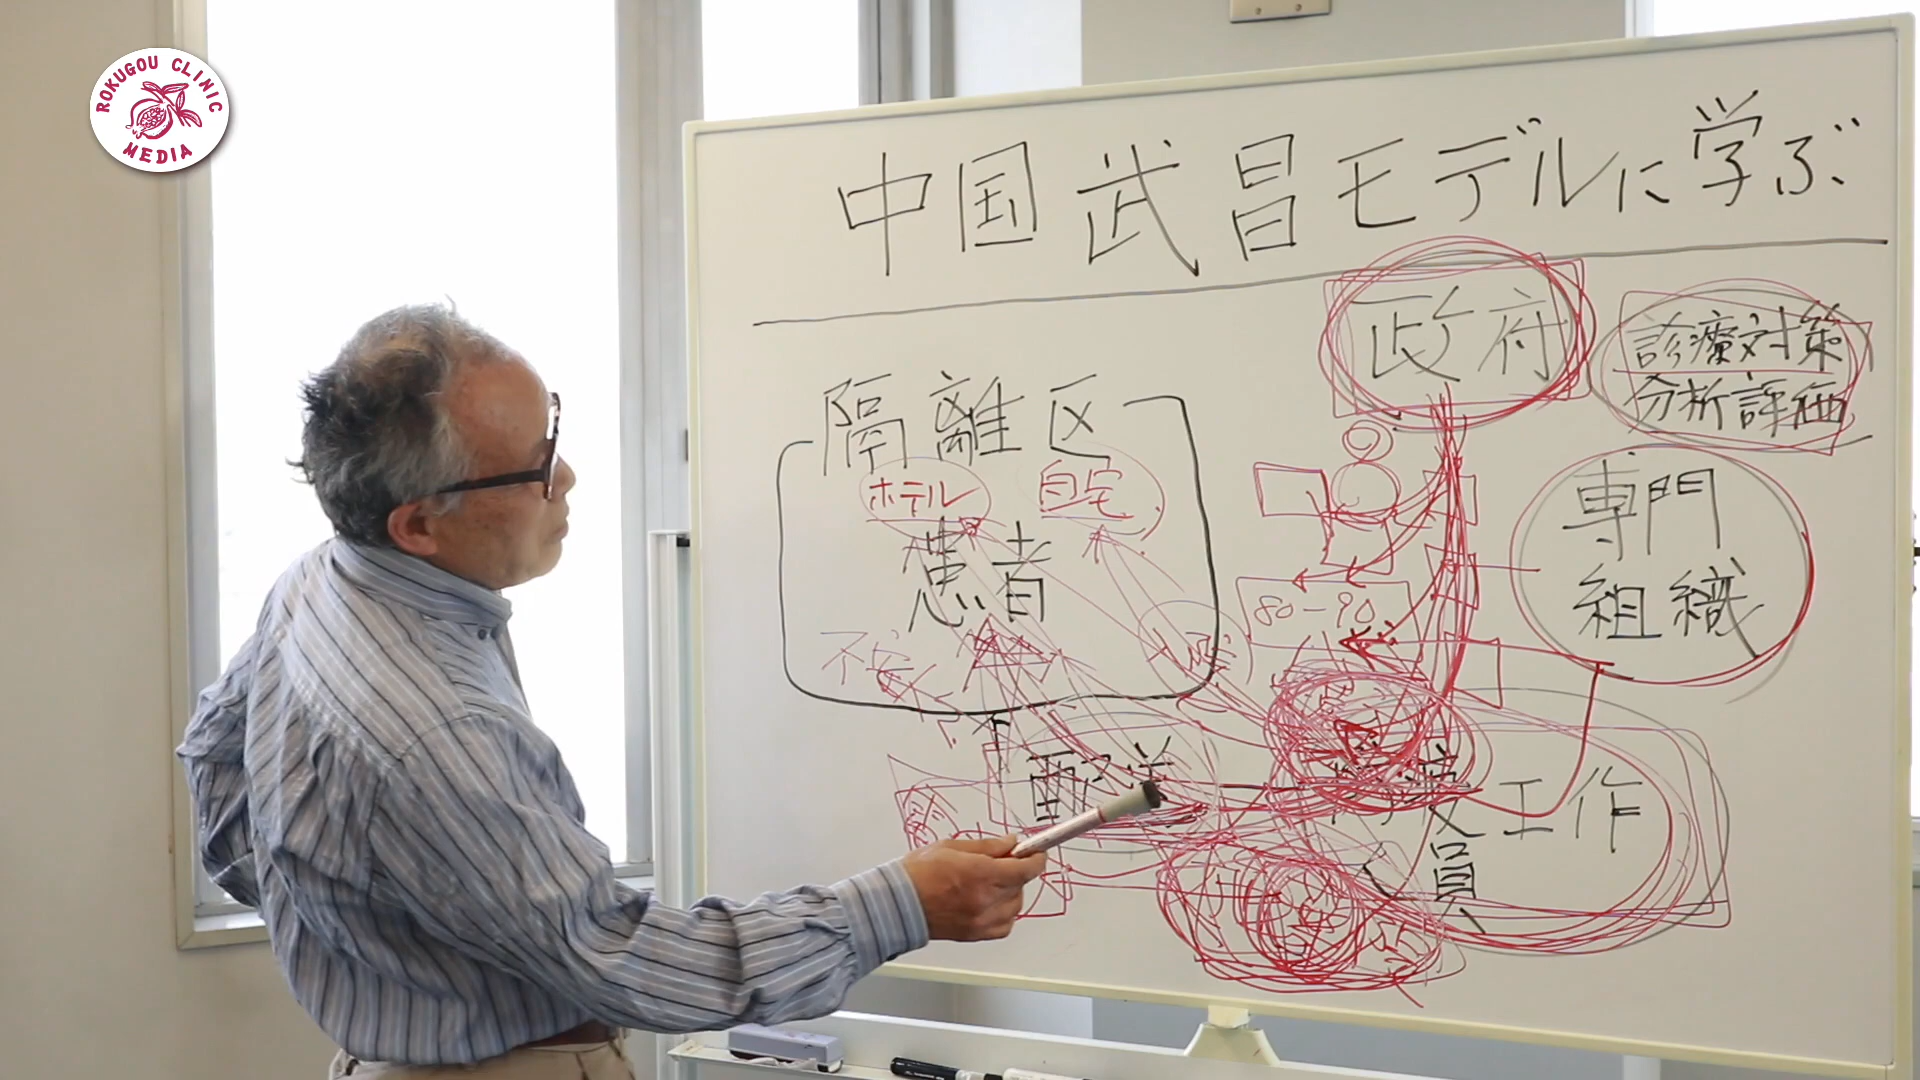 ROKUGOU CLINIC
MEDIA
中国武昌モデルに学ぶ
政府
診療対策
分析評価
隔離区
ホテル 自宅
患者
不安
80-90
専門
組織
工作
員